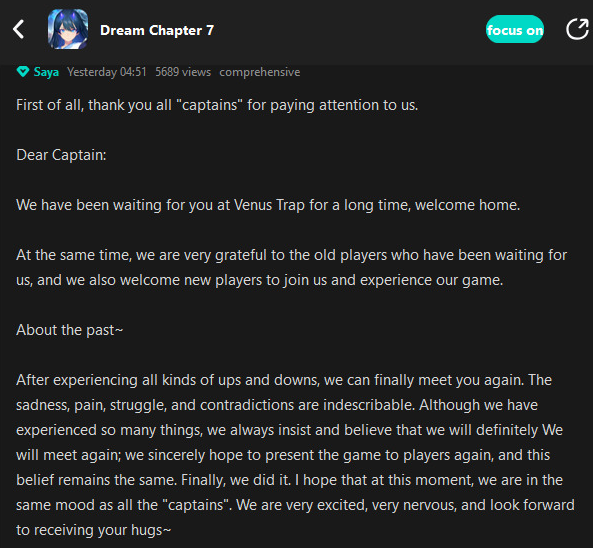 Dream Chapter 7
focus on
Saya Yesterday 04:51 5689 views comprehensive
First of all, thank you all "captains" for paying attention to us.
Dear Captain:
We have been waiting for you at Venus Trap for a long time, welcome home.
At the same time, we are very grateful to the old players who have been waiting for
us, and we also welcome new players to join us and experience our game.
About the past~
After experiencing all kinds of ups and downs, we can finally meet you again. The
sadness, pain, struggle, and contradictions are indescribable. Although we have
experienced so many things, we always insist and believe that we will definitely We
will meet again; we sincerely hope to present the game to players again, and this
belief remains the same. Finally, we did it. I hope that at this moment, we are in the
same mood as all the "captains". We are very excited, very nervous, and look forward
to receiving your hugs~